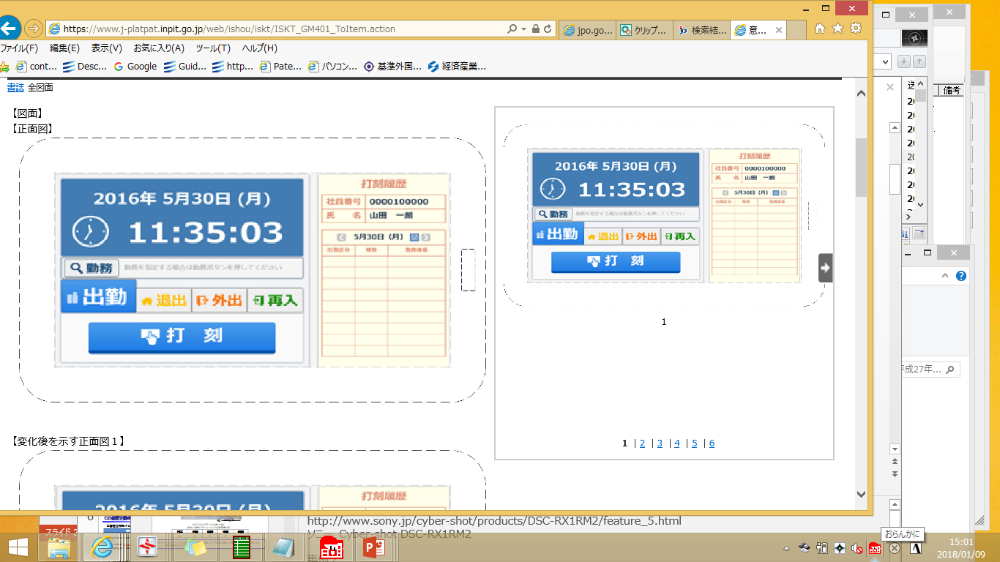 https://www.j-platpat.inpit.go.jp/web/ishou/iskt/ISKT_GM401_ToItem.action
jpo.go...
クリップ...
検索結...
意...
ファイル(F) 編集(E) 表示(V) お気に入り(A) ツール(T) ヘルプ(H)
cont... Desc... Google Guid... http... Pate... パソコン... 基準外国... 経済産業...
書誌 全図面
【図面】
【正面図】
2016年 5月30日 (月)
11:35:03
勤務 勤務を指定する場合は勤務ボタンを押してください
出勤 退出 外出 再入
打 刻
打刻履歴
社員番号 0000100000
氏 名 山田 一朗
5月30日 (月)
出勤区分 時刻 勤務体系
【変化後を示す正面図１】
2016年 5月30日 (月)
打刻履歴
2016年 5月30日 (月)
11:35:03
勤務 勤務を指定する場合は勤務ボタンを押してください
出勤 退出 外出 再入
打 刻
打刻履歴
社員番号 0000100000
氏 名 山田 一朗
5月30日 (月)
出勤区分 時刻 勤務体系
1
1 | 2 | 3 | 4 | 5 | 6
送
備考
平成27年...
スライド 2
6
http://www.sony.jp/cyber-shot/products/DSC-RX1RM2/feature_5.html
Cyber-shot DSC-RX1RM2
おらんかに
15:01
2018/01/09